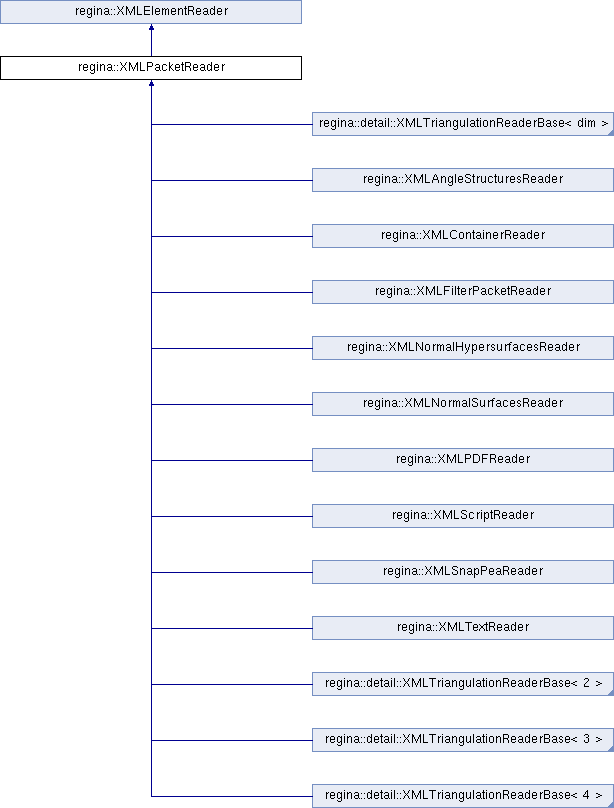 regina::XMLElementReader
regina::XMLPacketReader
regina::detail::XMLTriangulationReaderBase< dim >
regina::XMLAngleStructuresReader
regina::XMLContainerReader
regina::XMLFilterPacketReader
regina::XMLNormalHypersurfacesReader
regina::XMLNormalSurfacesReader
regina::XMLPDFReader
regina::XMLScriptReader
regina::XMLSnapPeaReader
regina::XMLTextReader
regina::detail::XMLTriangulationReaderBase< 2 >
regina::detail::XMLTriangulationReaderBase< 3 >
regina::detail::XMLTriangulationReaderBase< 4 >